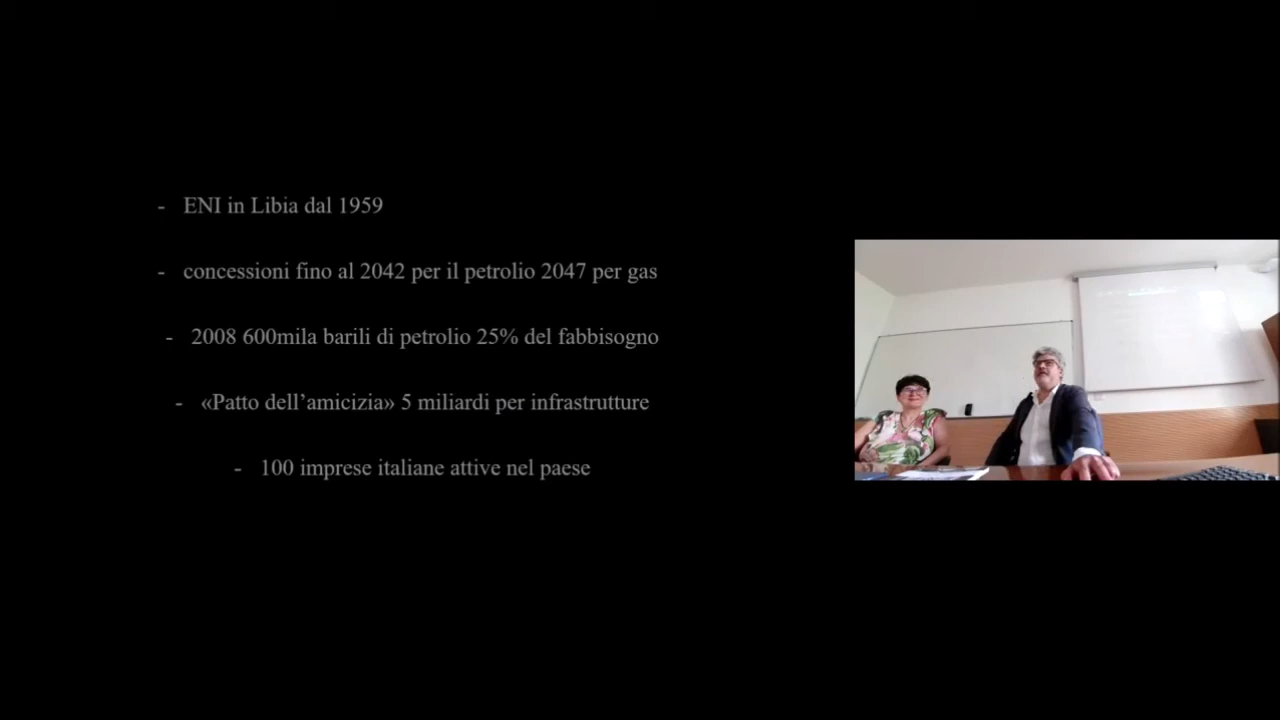 - ENI in Libia dal 1959
- concessioni fino al 2042 per il petrolio 2047 per gas
- 2008 600mila barili di petrolio 25% del fabbisogno
- «Patto dell’amicizia» 5 miliardi per infrastrutture
- 100 imprese italiane attive nel paese